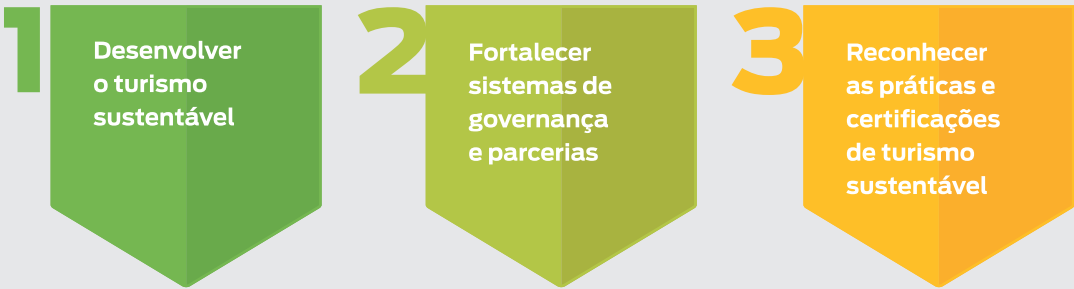 1
Desenvolver
o turismo
sustentável
2
Fortalecer
sistemas de
governança
e parcerias
3
Reconhecer
as práticas e
certificações
de turismo
sustentável